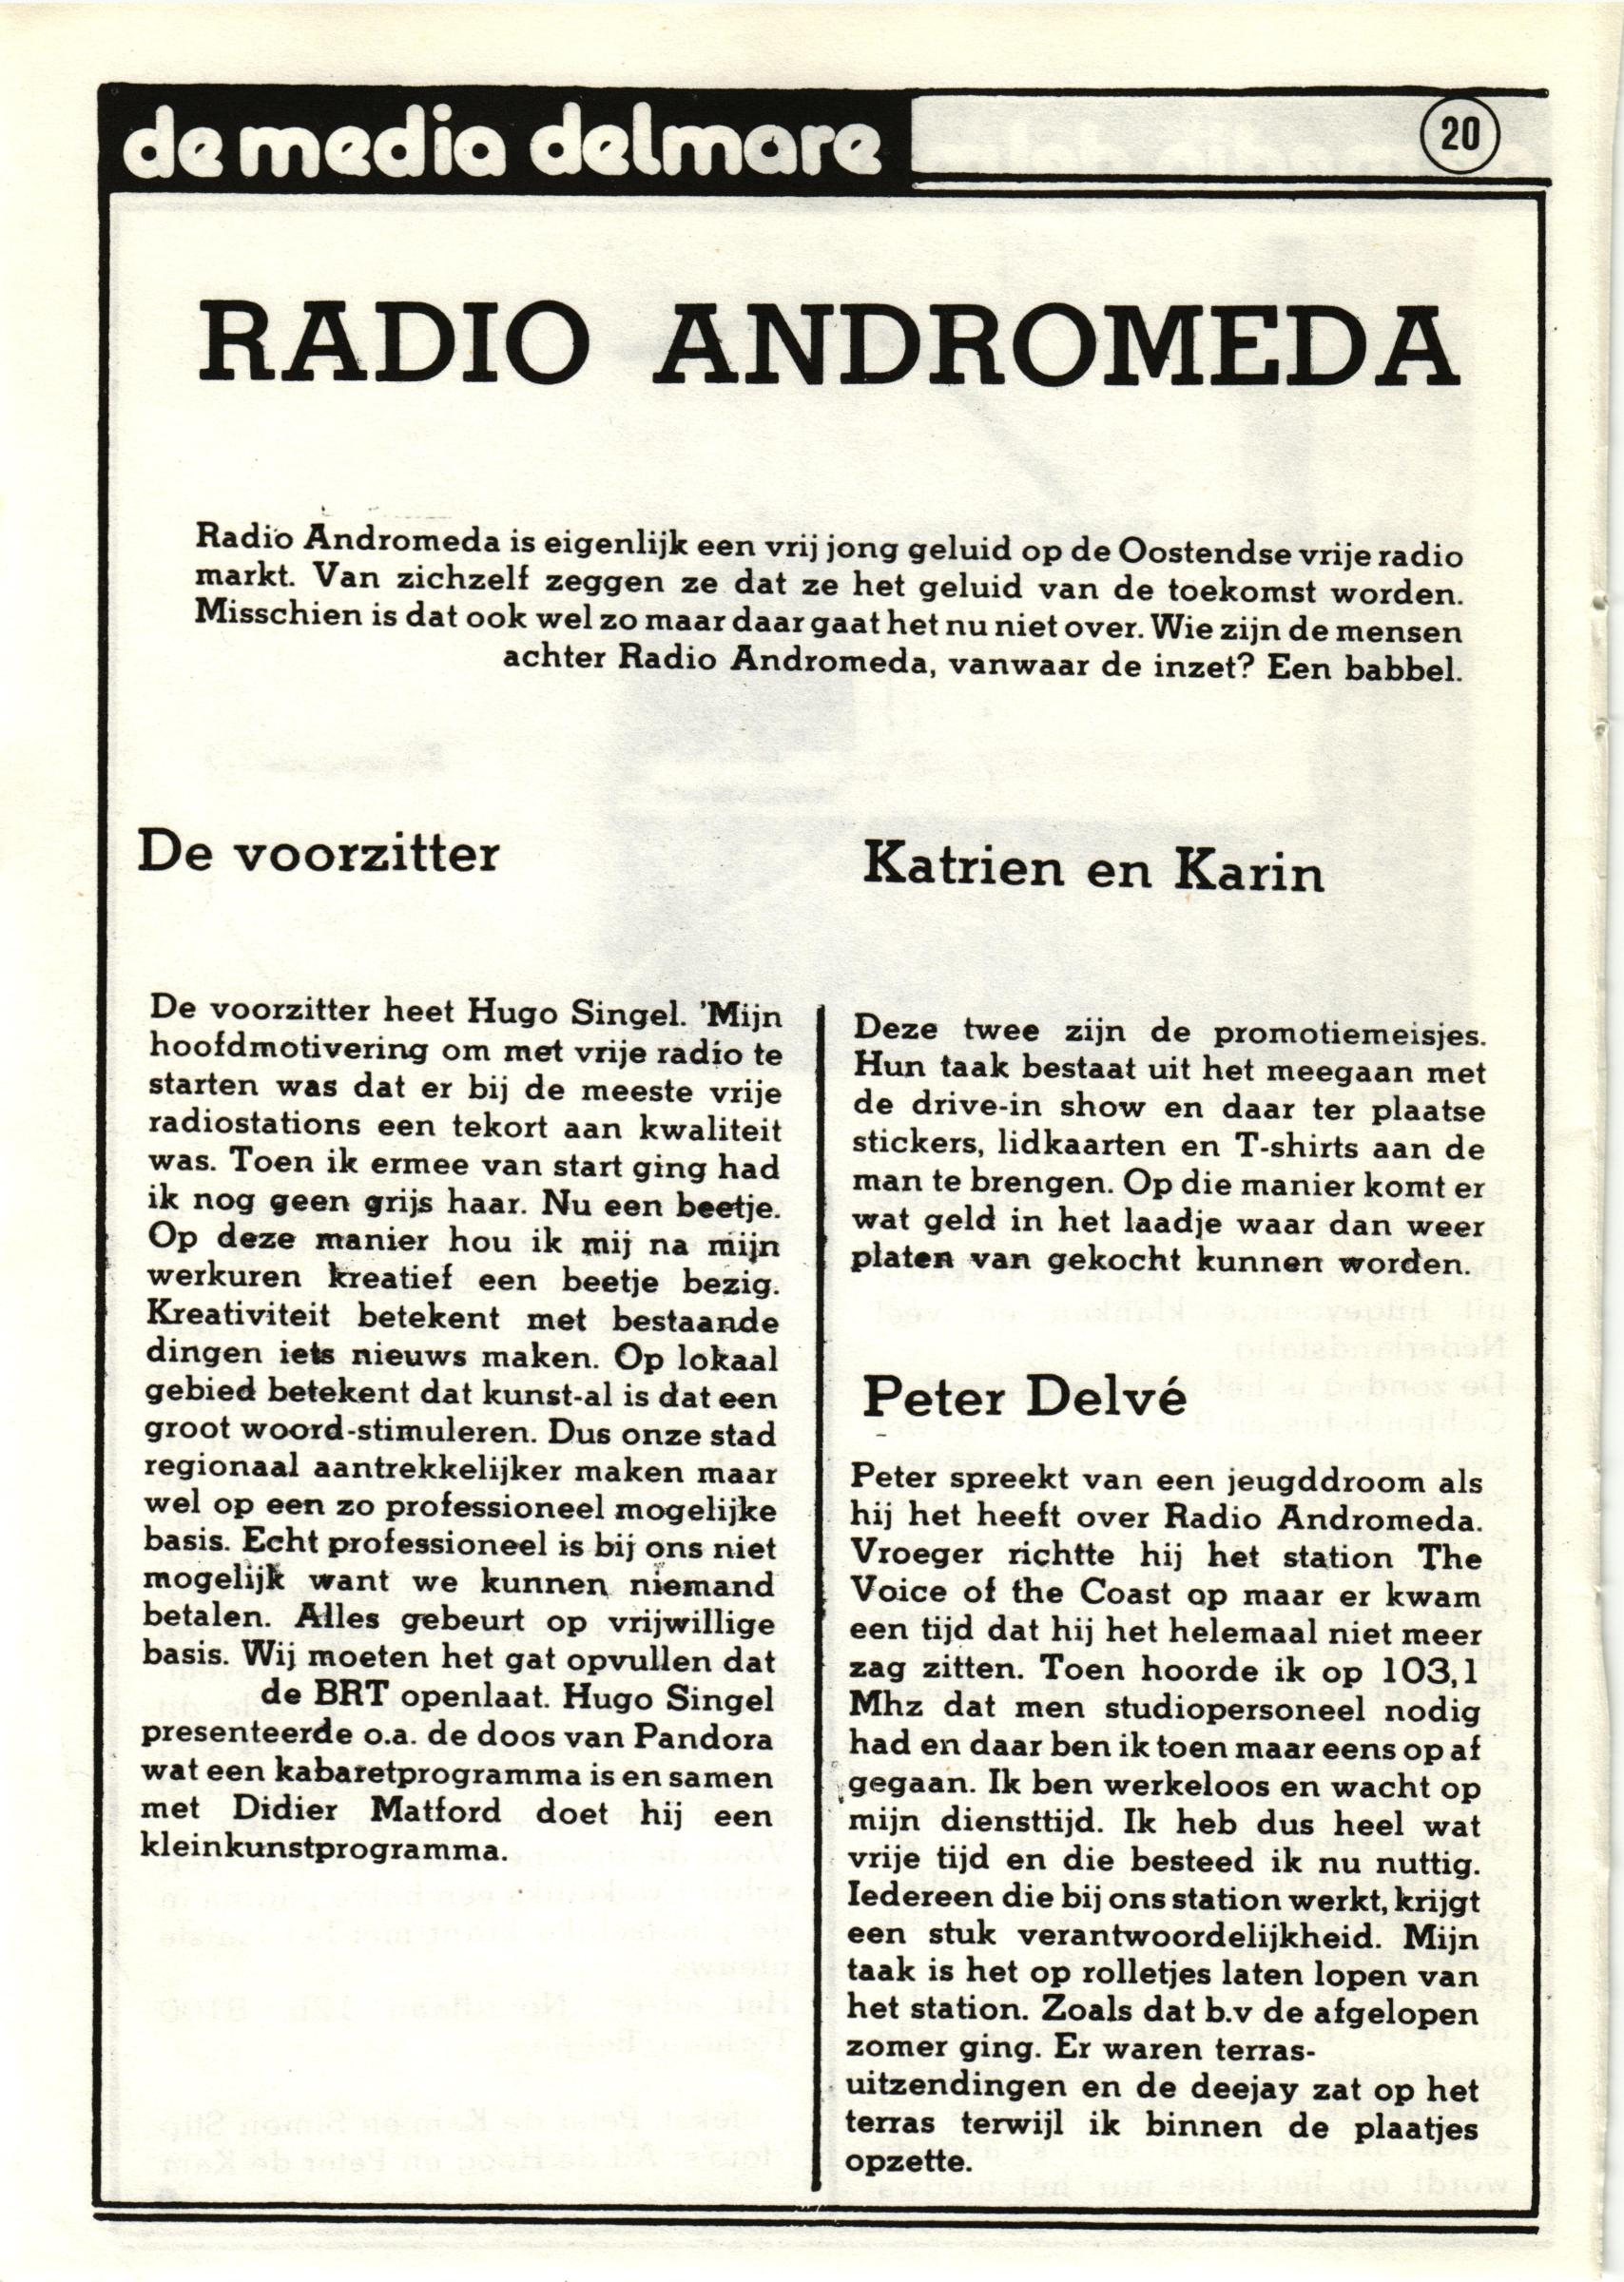 de media delmare
20
RADIO ANDROMEDA
Radio Andromeda is eigenlijk een vrij jong geluid op de Oostendse vrije radio
markt. Van zichzelf zeggen ze dat ze het geluid van de toekomst worden.
Misschien is dat ook wel zo maar daar gaat het nu niet over. Wie zijn de mensen
achter Radio Andromeda, vanwaar de inzet? Een babbel.
De voorzitter
De voorzitter heet Hugo Singel. 'Mijn
hoofdmotivering om met vrije radio te
starten was dat er bij de meeste vrije
radiostations een tekort aan kwaliteit
was. Toen ik ermee van start ging had
ik nog geen grijs haar. Nu een beetje.
Op deze manier hou ik mij na mijn
werkuren kreatief een beetje bezig.
Kreativiteit betekent met bestaande
dingen iets nieuws maken. Op lokaal
gebied betekent dat kunst-al is dat een
groot woord-stimuleren. Dus onze stad
regionaal aantrekkelijker maken maar
wel op een zo professioneel mogelijke
basis. Echt professioneel is bij ons niet
mogelijk want we kunnen niemand
betalen. Alles gebeurt op vrijwillige
basis. Wij moeten het gat opvullen dat
de BRT openlaat. Hugo Singel
presenteerde o.a. de doos van Pandora
wat een kabaretprogramma is en samen
met Didier Matford doet hij een
kleinkunstprogramma.
Katrien en Karin
Deze twee zijn de promotiemeisjes.
Hun taak bestaat uit het meegaan met
de drive-in show en daar ter plaatse
stickers, lidkaarten en T-shirts aan de
man te brengen. Op die manier komt er
wat geld in het laadje waar dan weer
platen van gekocht kunnen worden.
Peter Delvé
Peter spreekt van een jeugddroom als
hij het heeft over Radio Andromeda.
Vroeger richtte hij het station The
Voice of the Coast op maar er kwam
een tijd dat hij het helemaal niet meer
zag zitten. Toen hoorde ik op 103,1
Mhz dat men studiopersoneel nodig
had en daar ben ik toen maar eens op af
gegaan. Ik ben werkeloos en wacht op
mijn diensttijd. Ik heb dus heel wat
vrije tijd en die besteed ik nu nuttig.
Iedereen die bij ons station werkt, krijgt
een stuk verantwoordelijkheid. Mijn
taak is het op rolletjes laten lopen van
het station. Zoals dat b.v de afgelopen
zomer ging. Er waren terras-
uitzendingen en de deejay zat op het
terras terwijl ik binnen de plaatjes
opzette.